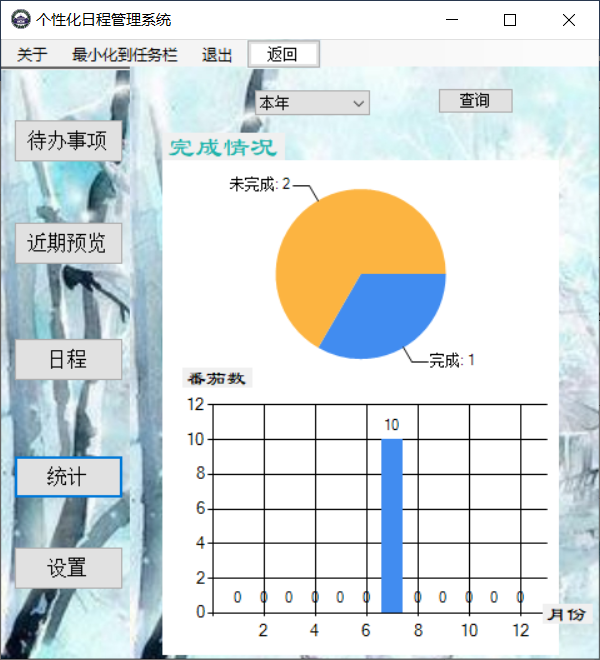 个性化日程管理系统
关于 最小化到任务栏 退出 返回
本年 查询
待办事项
近期预览
日程
统计
设置
完成情况
未完成: 2
完成: 1
番茄数
12
10
8
6
4
2
0
10
0 0 0 0 0 0 0 0 0 0 0
2 4 6 8 10 12
月份